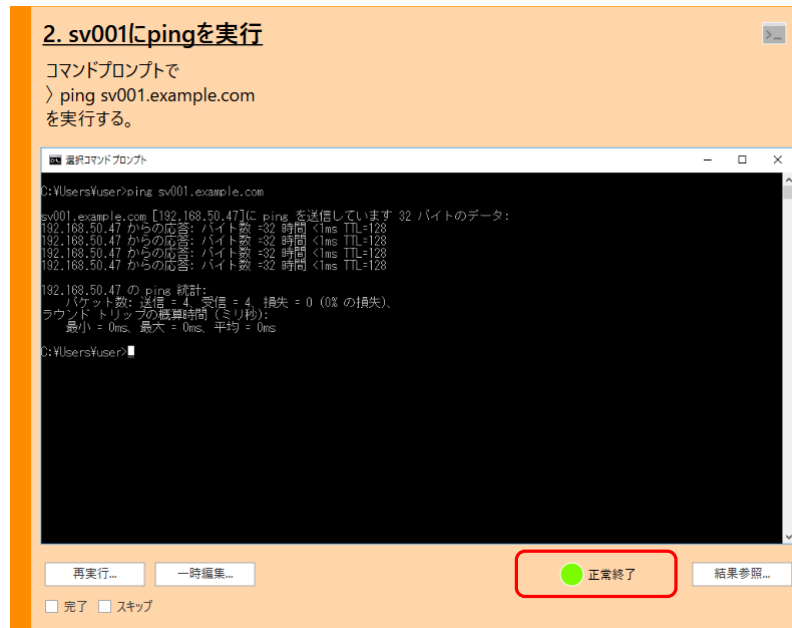 2. sv001にpingを実行
コマンドプロンプトで
〉ping sv001.example.com
を実行する。
選択コマンドプロンプト
C:¥Users¥user>ping sv001.example.com
sv001.example.com [192.168.50.47]に ping を送信しています 32 バイトのデータ:
192.168.50.47 からの応答: バイト数 =32 時間 <1ms TTL=128
192.168.50.47 からの応答: バイト数 =32 時間 <1ms TTL=128
192.168.50.47 からの応答: バイト数 =32 時間 <1ms TTL=128
192.168.50.47 からの応答: バイト数 =32 時間 <1ms TTL=128
192.168.50.47 の ping 統計:
パケット数: 送信 = 4、受信 = 4、損失 = 0 (0% の損失)、
ラウンド トリップの概算時間 (ミリ秒):
最小 = 0ms、最大 = 0ms、平均 = 0ms
C:¥Users¥user>
再実行... 一時編集... 正常終了 結果参照...
完了 スキップ